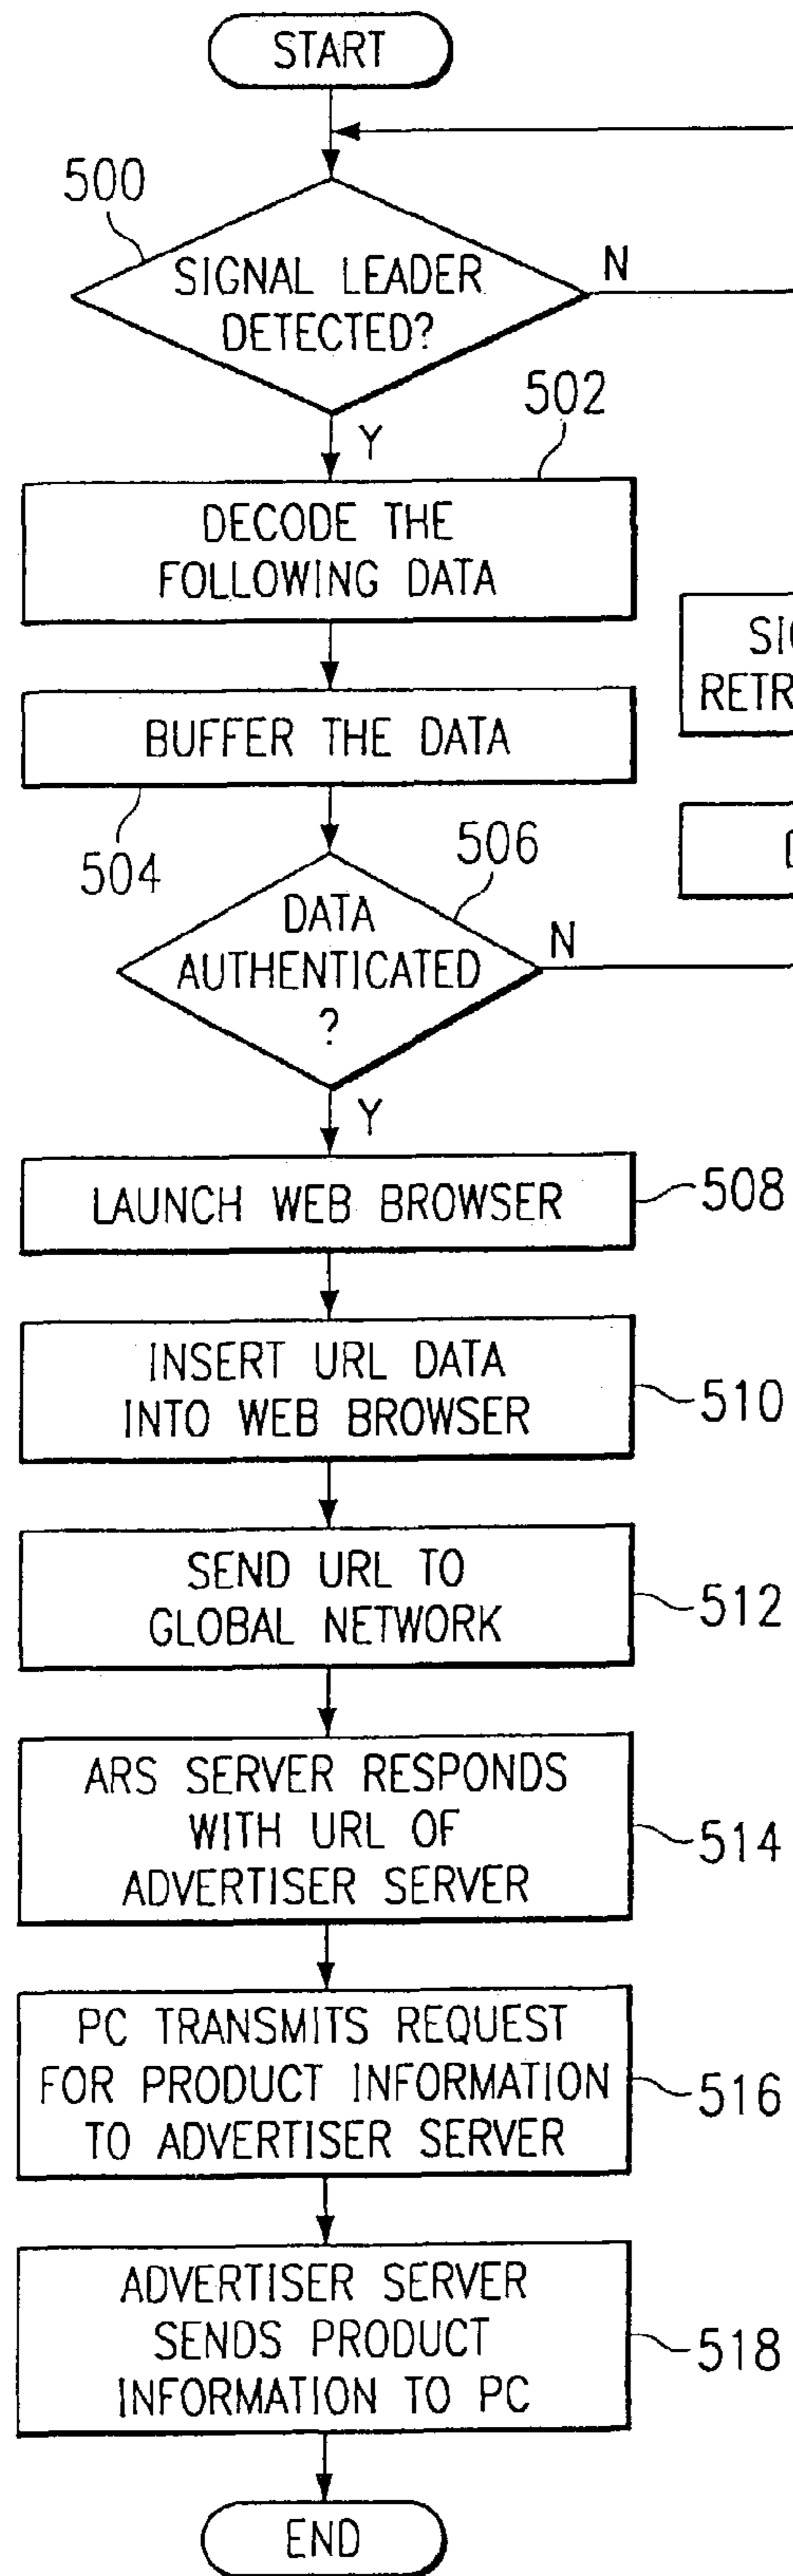 START
500
SIGNAL LEADER
DETECTED?
N
Y
502
DECODE THE
FOLLOWING DATA
BUFFER THE DATA
504
506
DATA
AUTHENTICATED
?
N
Y
LAUNCH WEB BROWSER
508
INSERT URL DATA
INTO WEB BROWSER
510
SEND URL TO
GLOBAL NETWORK
512
ARS SERVER RESPONDS
WITH URL OF
ADVERTISER SERVER
514
PC TRANSMITS REQUEST
FOR PRODUCT INFORMATION
TO ADVERTISER SERVER
516
ADVERTISER SERVER
SENDS PRODUCT
INFORMATION TO PC
518
END